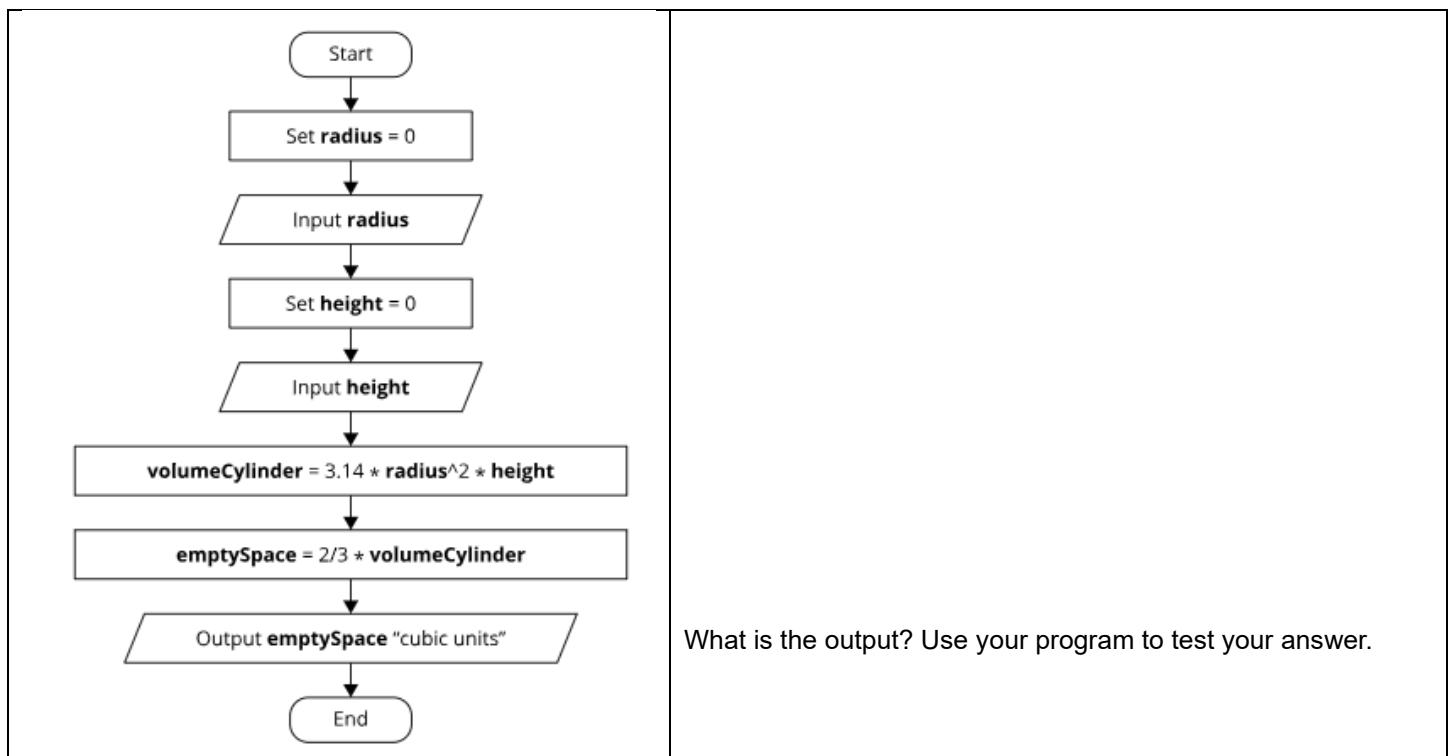 Start
Set radius = 0
Input radius
Set height = 0
Input height
volumeCylinder = 3.14 * radius^2 * height
emptySpace = 2/3 * volumeCylinder
Output emptySpace “cubic units”
End
What is the output? Use your program to test your answer.